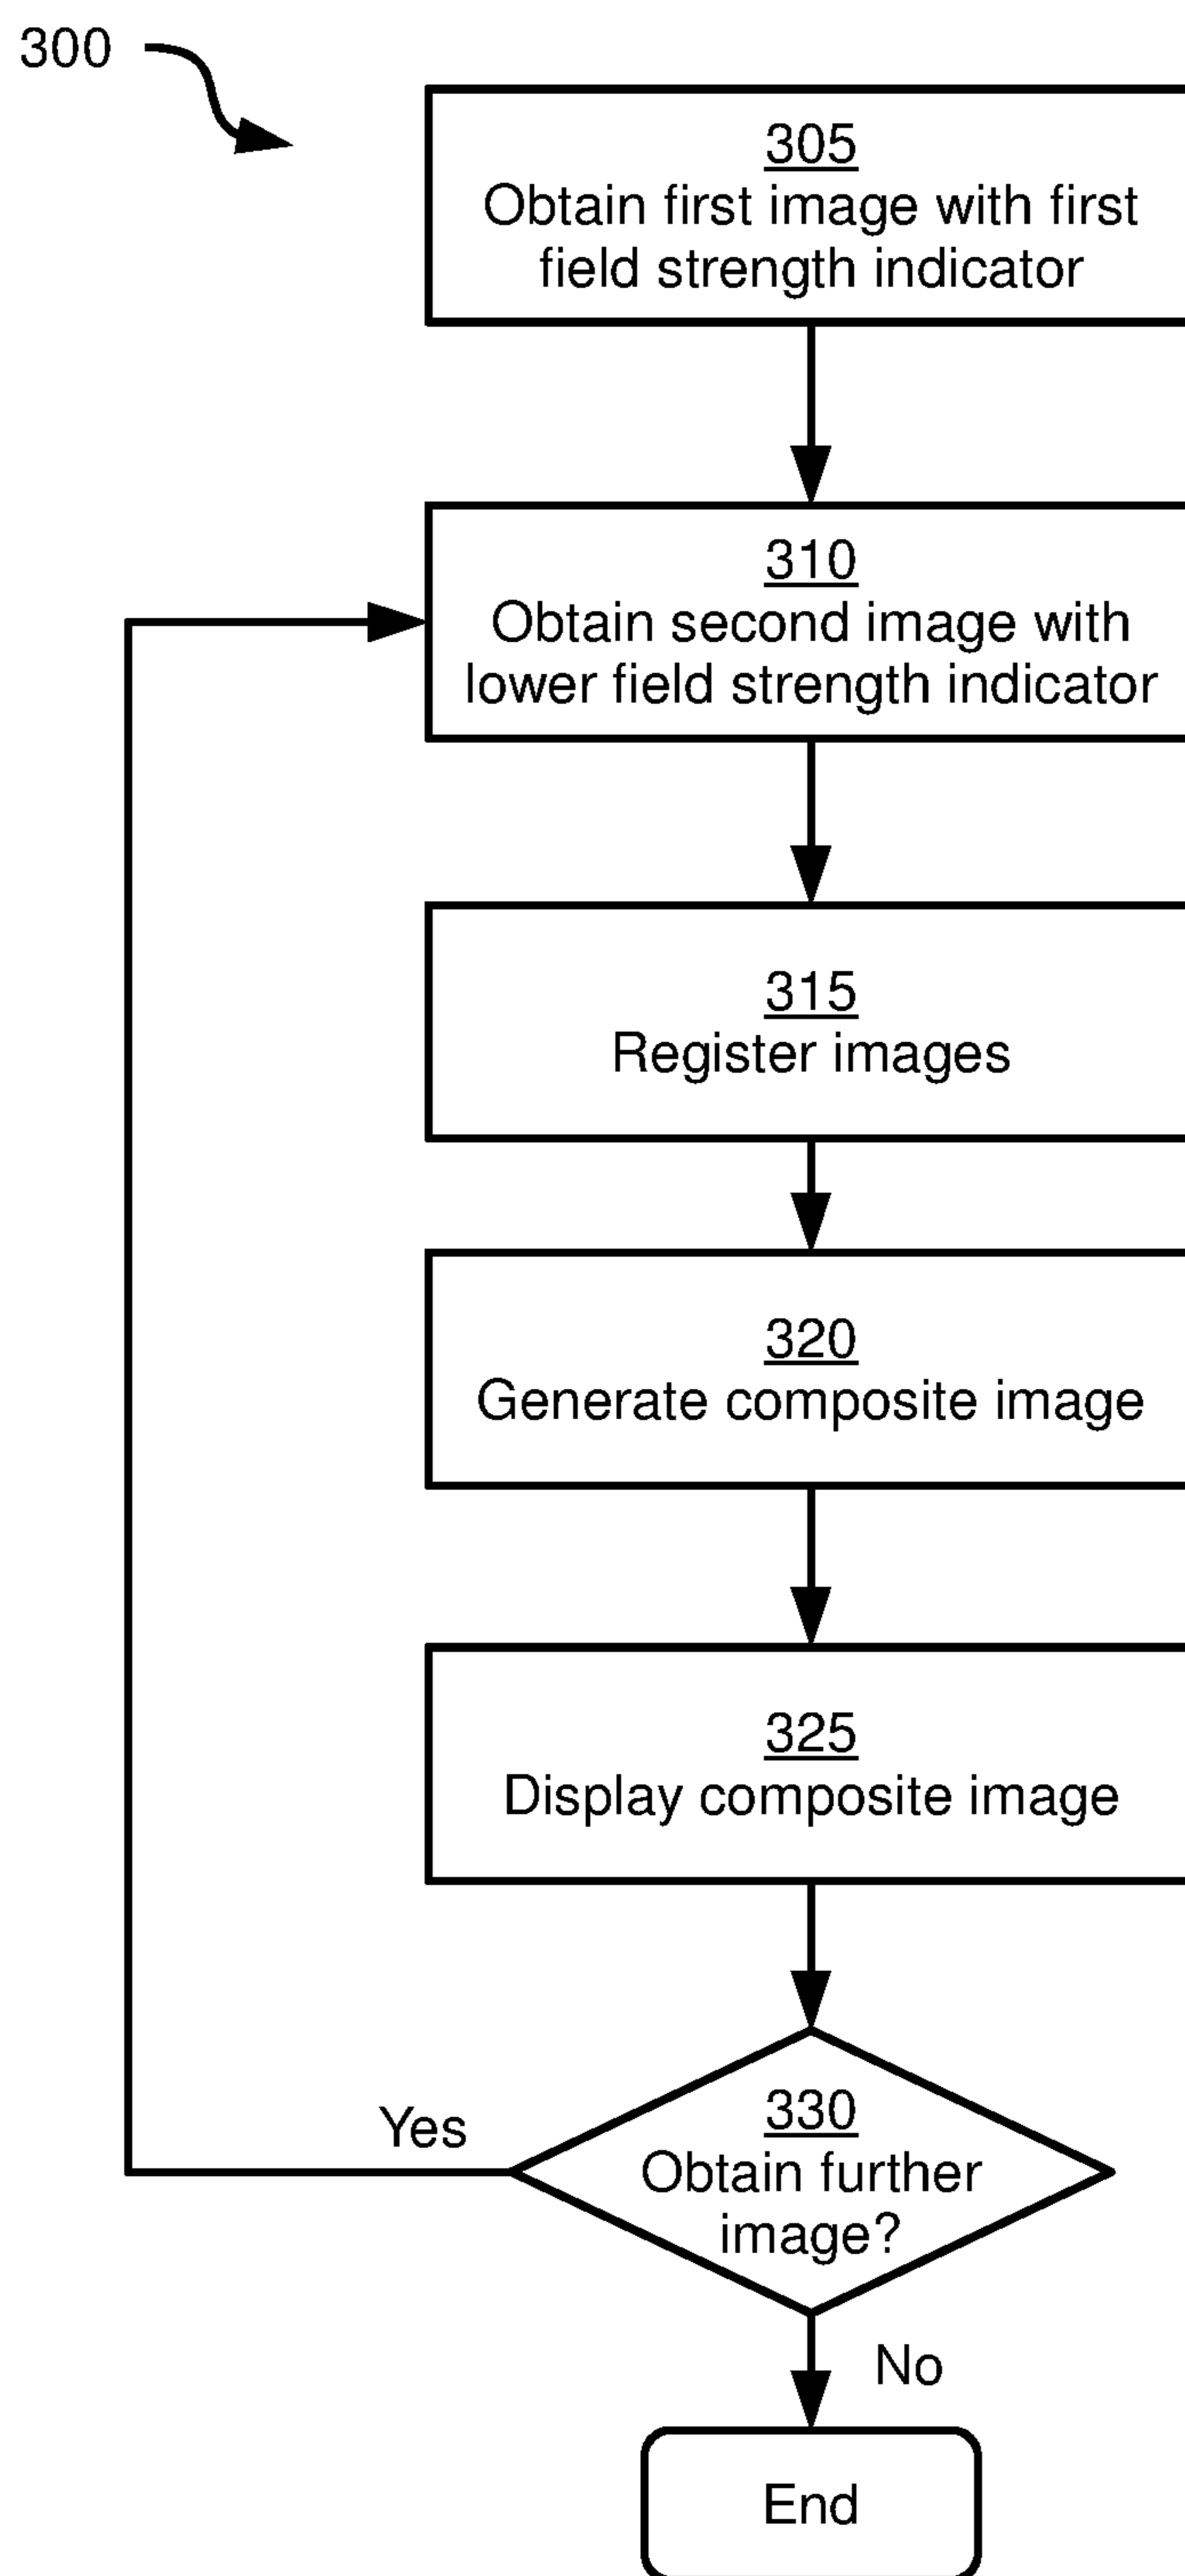 300
305
Obtain first image with first
field strength indicator
310
Obtain second image with
lower field strength indicator
315
Register images
320
Generate composite image
325
Display composite image
330
Obtain further
image?
Yes
No
End